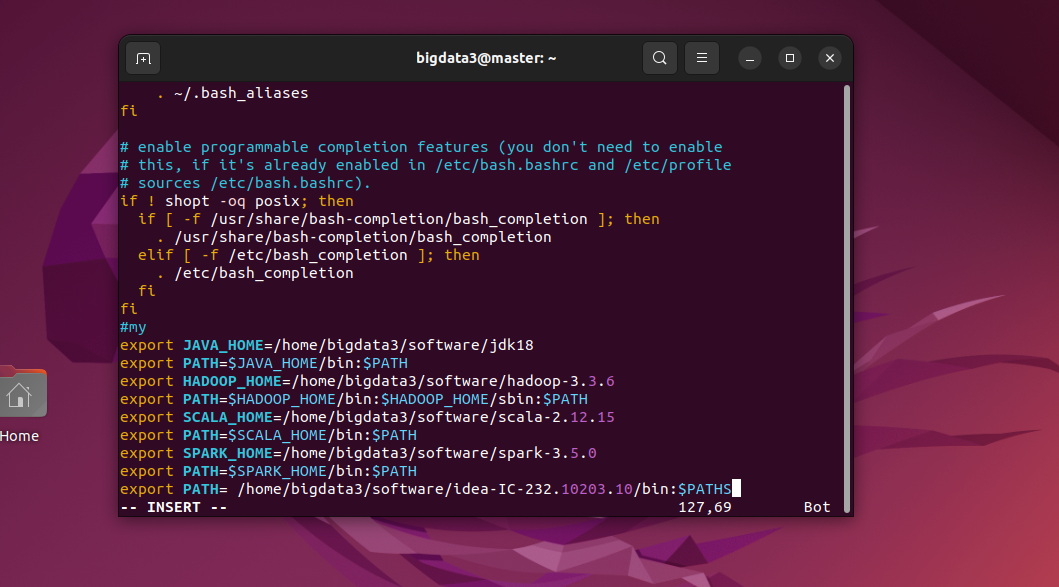 bigdata3@master: ~
. ~/.bash_aliases
fi
# enable programmable completion features (you don't need to enable
# this, if it's already enabled in /etc/bash.bashrc and /etc/profile
# sources /etc/bash.bashrc).
if ! shopt -oq posix; then
if [ -f /usr/share/bash-completion/bash_completion ]; then
. /usr/share/bash-completion/bash_completion
elif [ -f /etc/bash_completion ]; then
. /etc/bash_completion
fi
fi
#my
export JAVA_HOME=/home/bigdata3/software/jdk18
export PATH=$JAVA_HOME/bin:$PATH
export HADOOP_HOME=/home/bigdata3/software/hadoop-3.3.6
export PATH=$HADOOP_HOME/bin:$HADOOP_HOME/sbin:$PATH
export SCALA_HOME=/home/bigdata3/software/scala-2.12.15
export PATH=$SCALA_HOME/bin:$PATH
export SPARK_HOME=/home/bigdata3/software/spark-3.5.0
export PATH=$SPARK_HOME/bin:$PATH
export PATH= /home/bigdata3/software/idea-IC-232.10203.10/bin:$PATHS
-- INSERT -- 127,69 Bot
Home